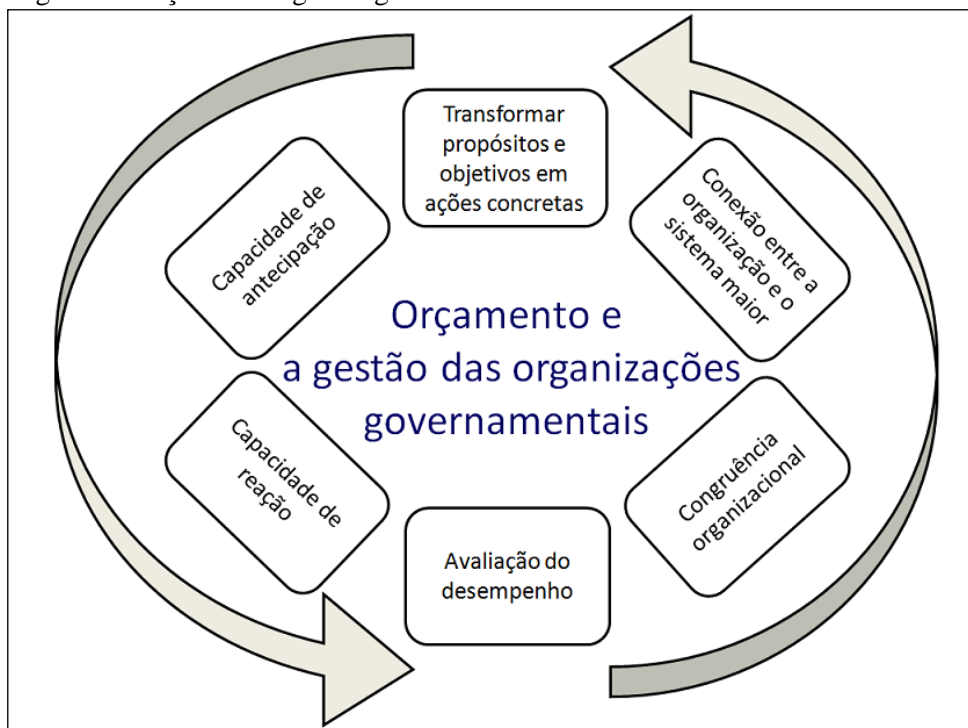 Transformar
propósitos e
objetivos em
ações concretas
Capacidade de
antecipação
Conexão entre a
organização e o
sistema maior
Orçamento e
a gestão das organizações
governamentais
Capacidade de
reação
Congruência
organizacional
Avaliação do
desempenho